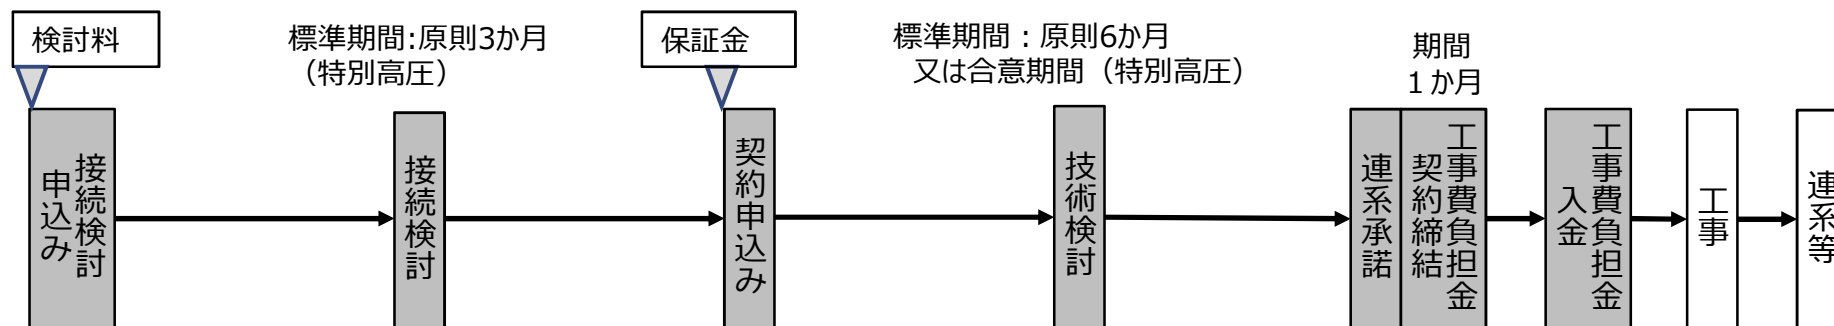 検討料
標準期間:原則3か月
（特別高圧）
保証金
標準期間：原則6か月
又は合意期間（特別高圧）
期間
１か月
接続検討
申込み
接続検討
契約申込み
技術検討
連系承諾
工事費負担金
契約締結
工事費負担金
入金
工事
連系等